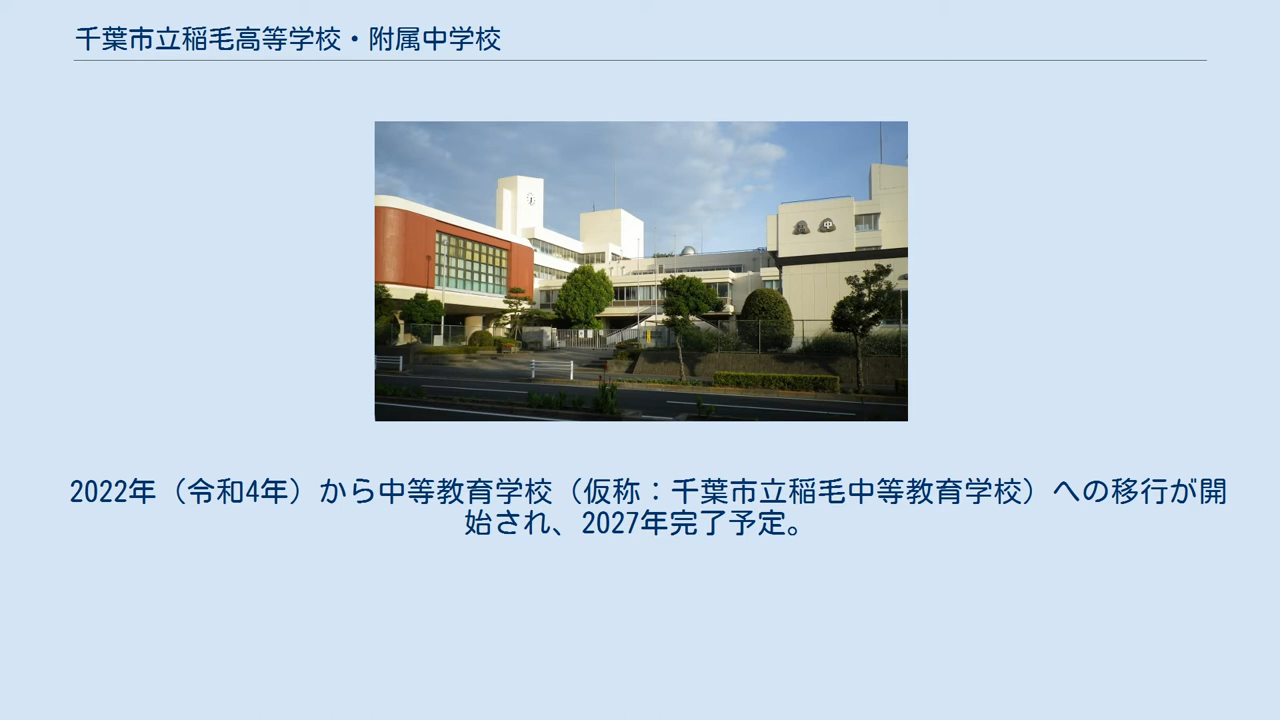 千葉市立稲毛高等学校・附属中学校
中
2022年（令和4年）から中等教育学校（仮称：千葉市立稲毛中等教育学校）への移行が開
始され、2027年完了予定。